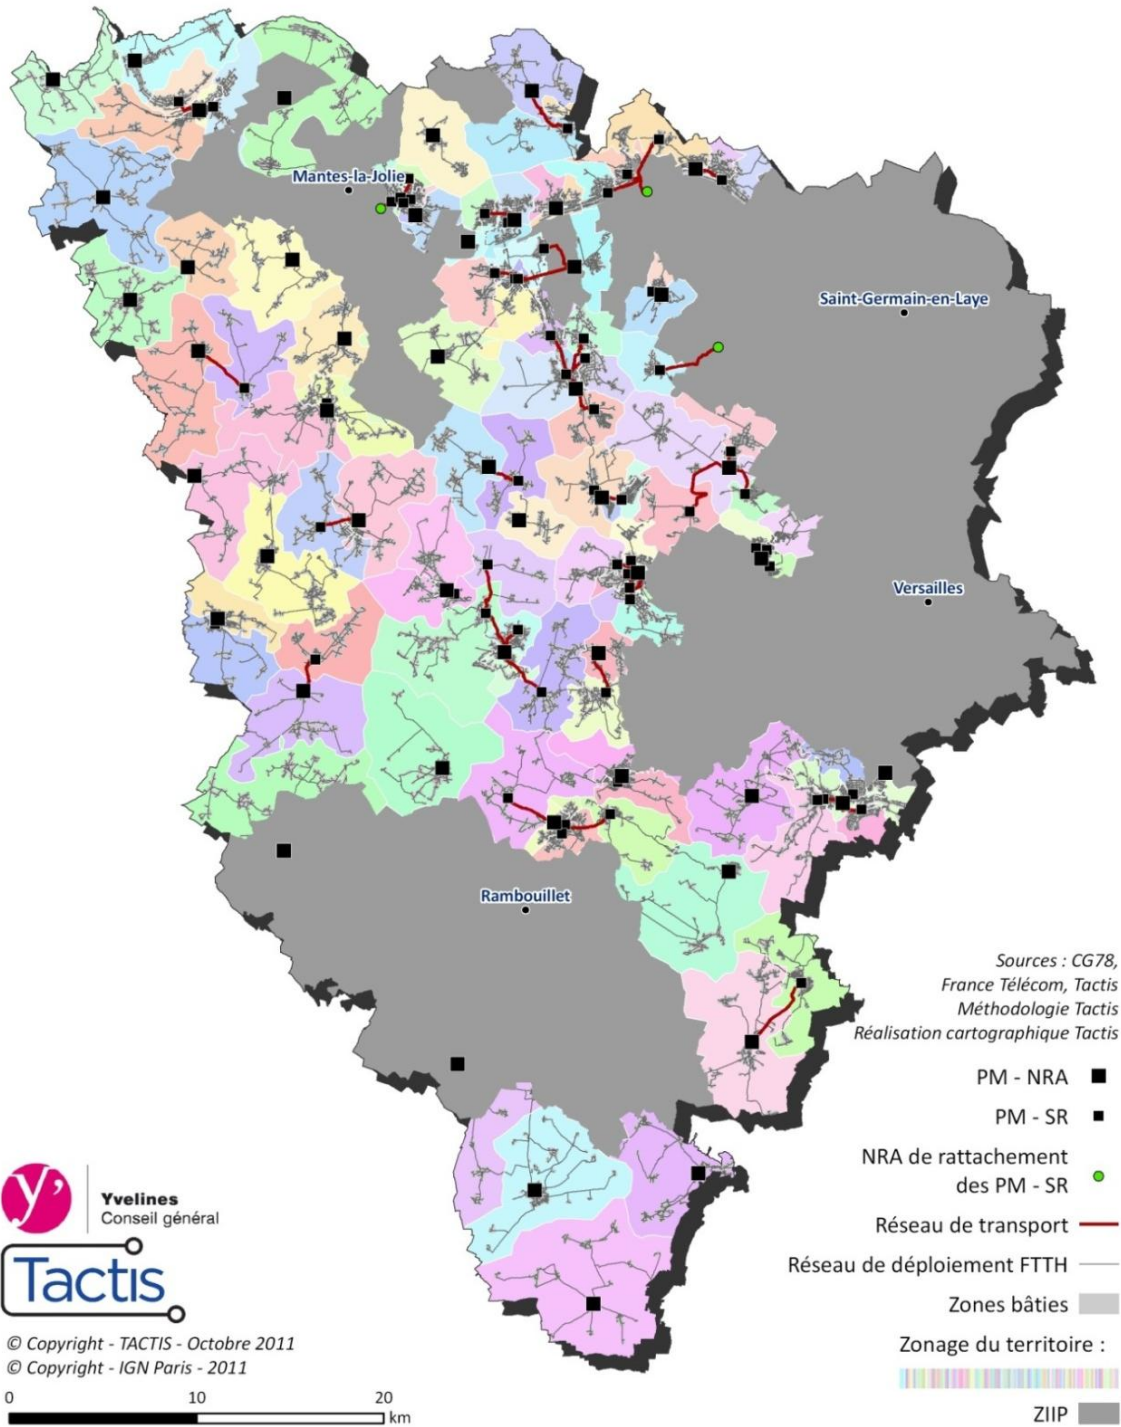 Mantes-la-Jolie
Saint-Germain-en-Laye
Versailles
Rambouillet
Sources : CG78,
France Télécom, Tactis
Méthodologie Tactis
Réalisation cartographique Tactis
PM - NRA
PM - SR
NRA de rattachement
des PM - SR
Réseau de transport
Réseau de déploiement FTTH
Zones bâties
Zonage du territoire :
ZIIP
y'
Yvelines
Conseil général
Tactis
© Copyright - TACTIS - Octobre 2011
© Copyright - IGN Paris - 2011
0 10 20
km